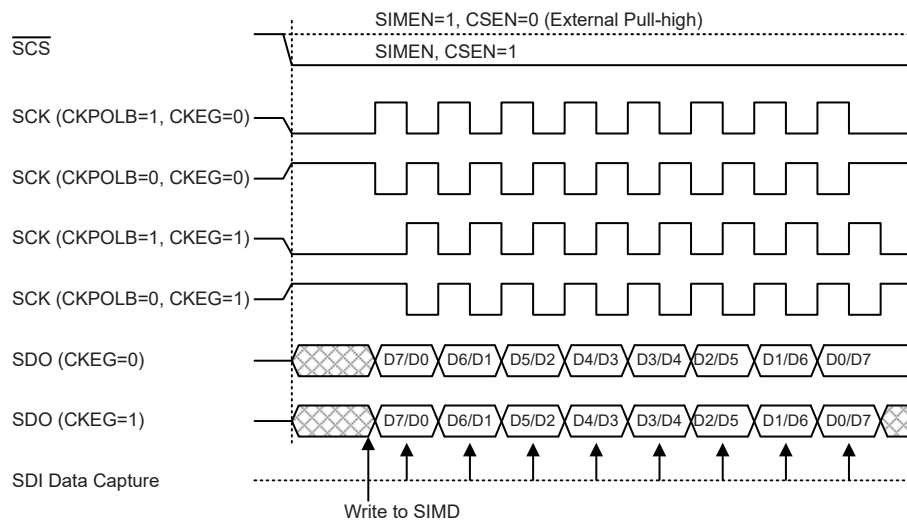 SIMEN=1, CSEN=0 (External Pull-high)
SCS
SIMEN, CSEN=1
SCK (CKPOLB=1, CKEG=0)
SCK (CKPOLB=0, CKEG=0)
SCK (CKPOLB=1, CKEG=1)
SCK (CKPOLB=0, CKEG=1)
SDO (CKEG=0) D7/D0 D6/D1 D5/D2 D4/D3 D3/D4 D2/D5 D1/D6 D0/D7
SDO (CKEG=1) D7/D0 D6/D1 D5/D2 D4/D3 D3/D4 D2/D5 D1/D6 D0/D7
SDI Data Capture
Write to SIMD